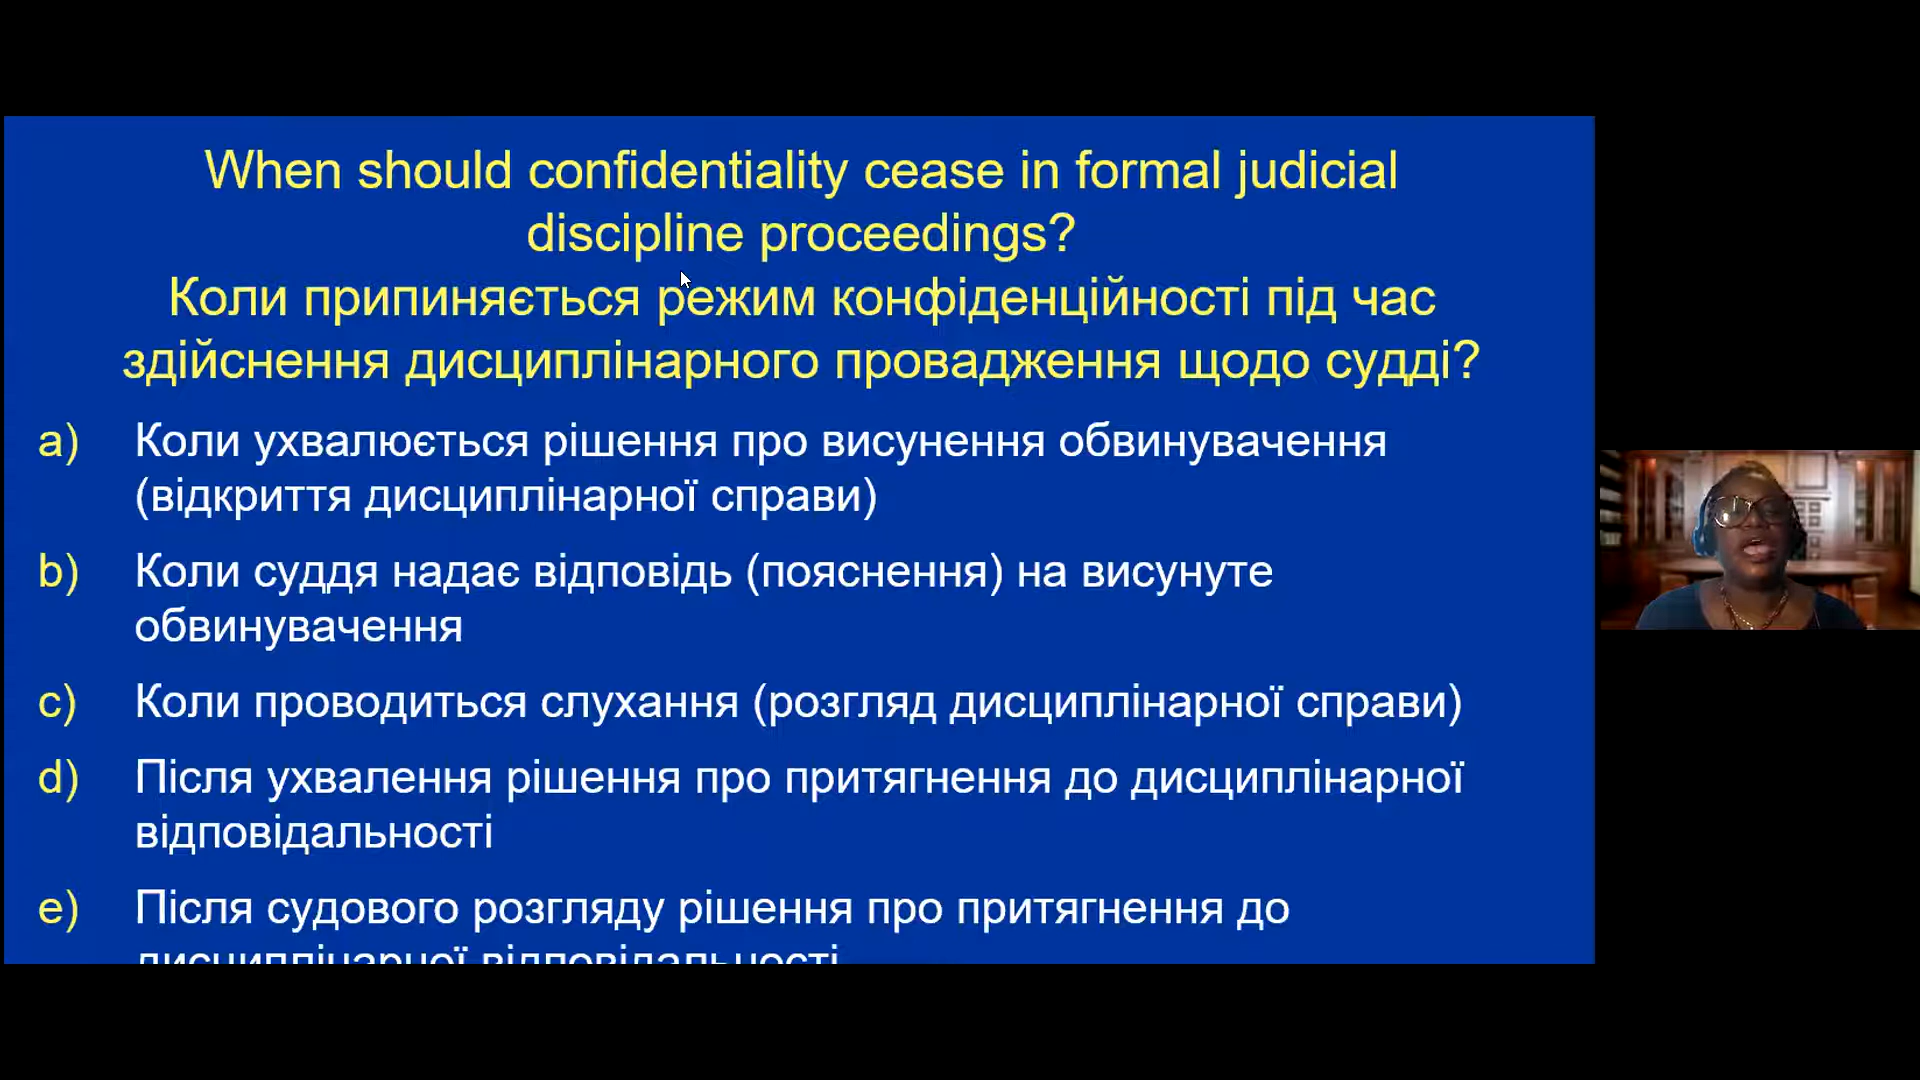 When should confidentiality cease in formal judicial
discipline proceedings?
Коли припиняється режим конфіденційності під час
здійснення дисциплінарного провадження щодо судді?
a) Коли ухвалюється рішення про висунення обвинувачення
(відкриття дисциплінарної справи)
b) Коли суддя надає відповідь (пояснення) на висунуте
обвинувачення
c) Коли проводиться слухання (розгляд дисциплінарної справи)
d) Після ухвалення рішення про притягнення до дисциплінарної
відповідальності
e) Після судового розгляду рішення про притягнення до
дисциплінарної відповідальності